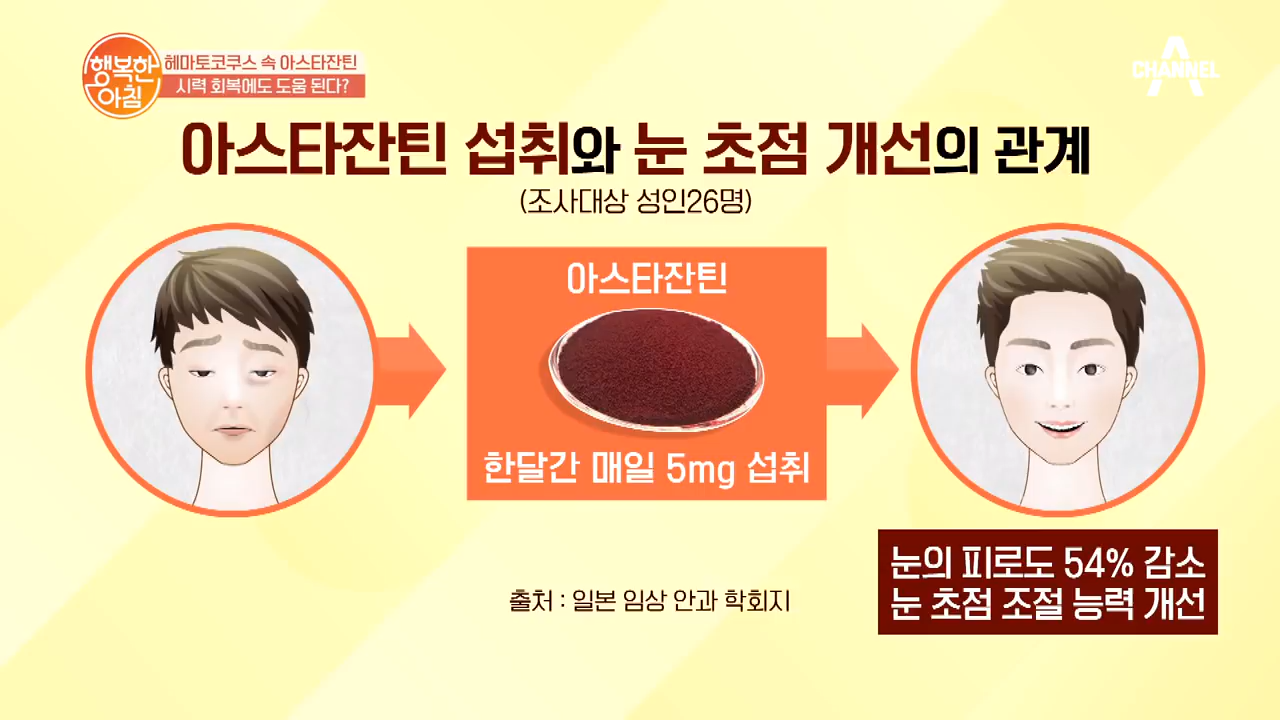 행복한
아침
헤마토코쿠스 속 아스타잔틴
시력 회복에도 도움 된다?
CHANNEL A
아스타잔틴 섭취와 눈 초점 개선의 관계
(조사대상 성인26명)
아스타잔틴
한달간 매일 5mg 섭취
눈의 피로도 54% 감소
눈 초점 조절 능력 개선
출처 : 일본 임상 안과 학회지